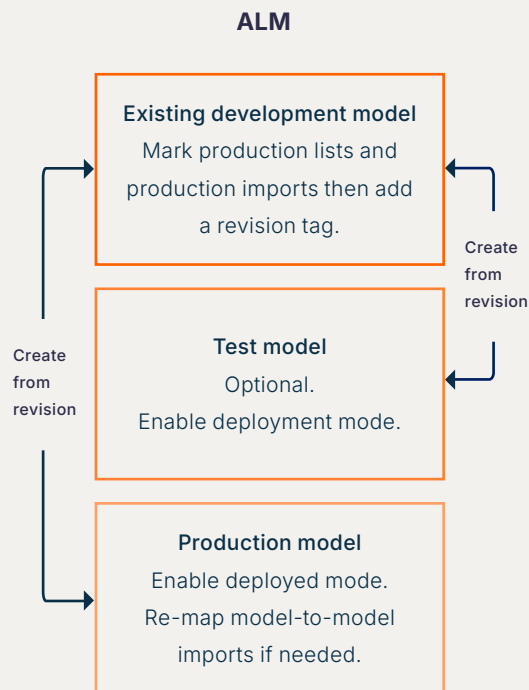 ALM
Existing development model
Mark production lists and
production imports then add
a revision tag.
Create
from
revision
Test model
Optional.
Enable deployment mode.
Create
from
revision
Production model
Enable deployed mode.
Re-map model-to-model
imports if needed.